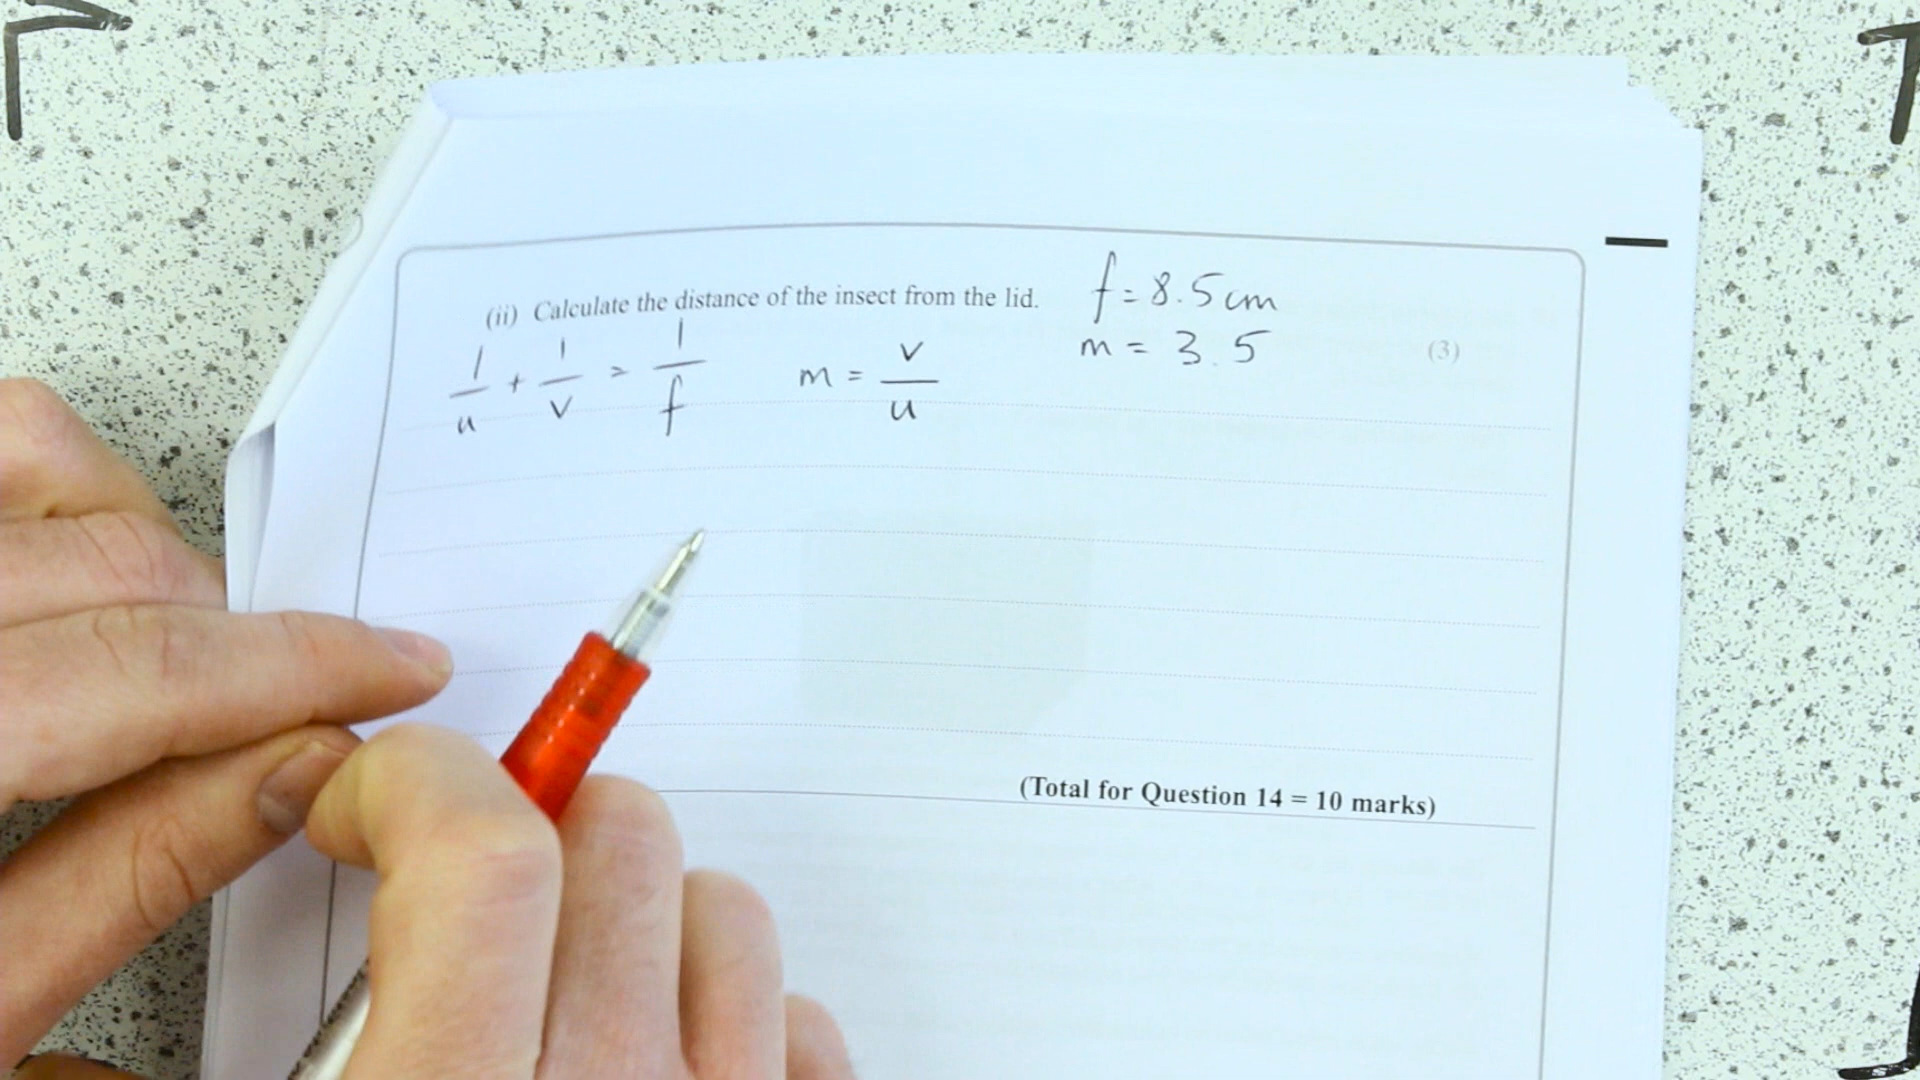 (ii) Calculate the distance of the insect from the lid.
f = 8.5 cm
m = 3.5
(3)
1/u + 1/v = 1/f
m = v/u
(Total for Question 14 = 10 marks)